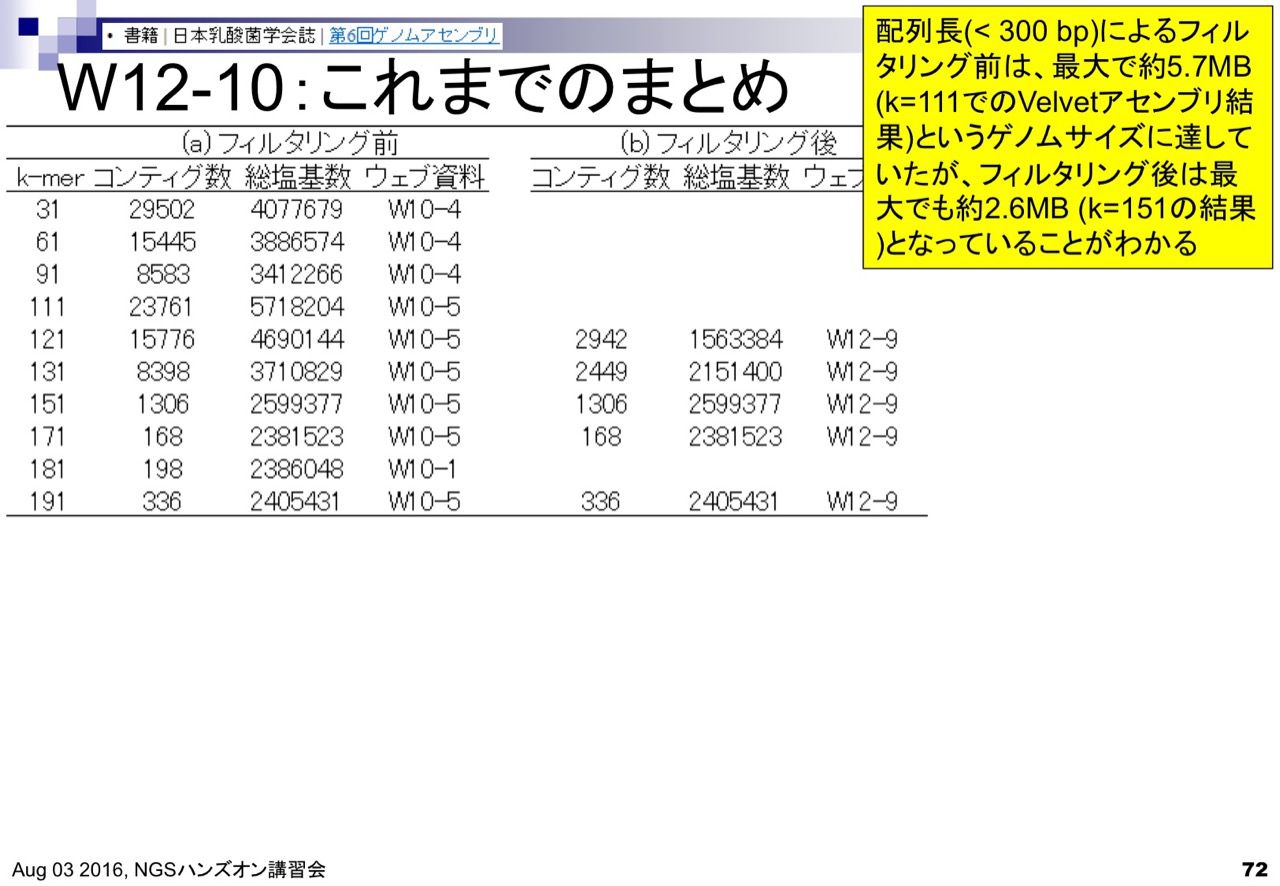 • 書籍 | 日本乳酸菌学会誌 | 第6回ゲノムアセンブリ
W12-10：これまでのまとめ
配列長(< 300 bp)によるフィル
タリング前は、最大で約5.7MB
(k=111でのVelvetアセンブリ結
果)というゲノムサイズに達して
いたが、フィルタリング後は最
大でも約2.6MB (k=151の結果
)となっていることがわかる
(a)フィルタリング前 (b)フィルタリング後
k-mer コンティグ数 総塩基数 ウェブ資料 コンティグ数 総塩基数 ウェブ
31 29502 4077679 W10-4
61 15445 3886574 W10-4
91 8583 3412266 W10-4
111 23761 5718204 W10-5
121 15776 4690144 W10-5 2942 1563384 W12-9
131 8398 3710829 W10-5 2449 2151400 W12-9
151 1306 2599377 W10-5 1306 2599377 W12-9
171 168 2381523 W10-5 168 2381523 W12-9
181 198 2386048 W10-1
191 336 2405431 W10-5 336 2405431 W12-9
Aug 03 2016, NGSハンズオン講習会
72